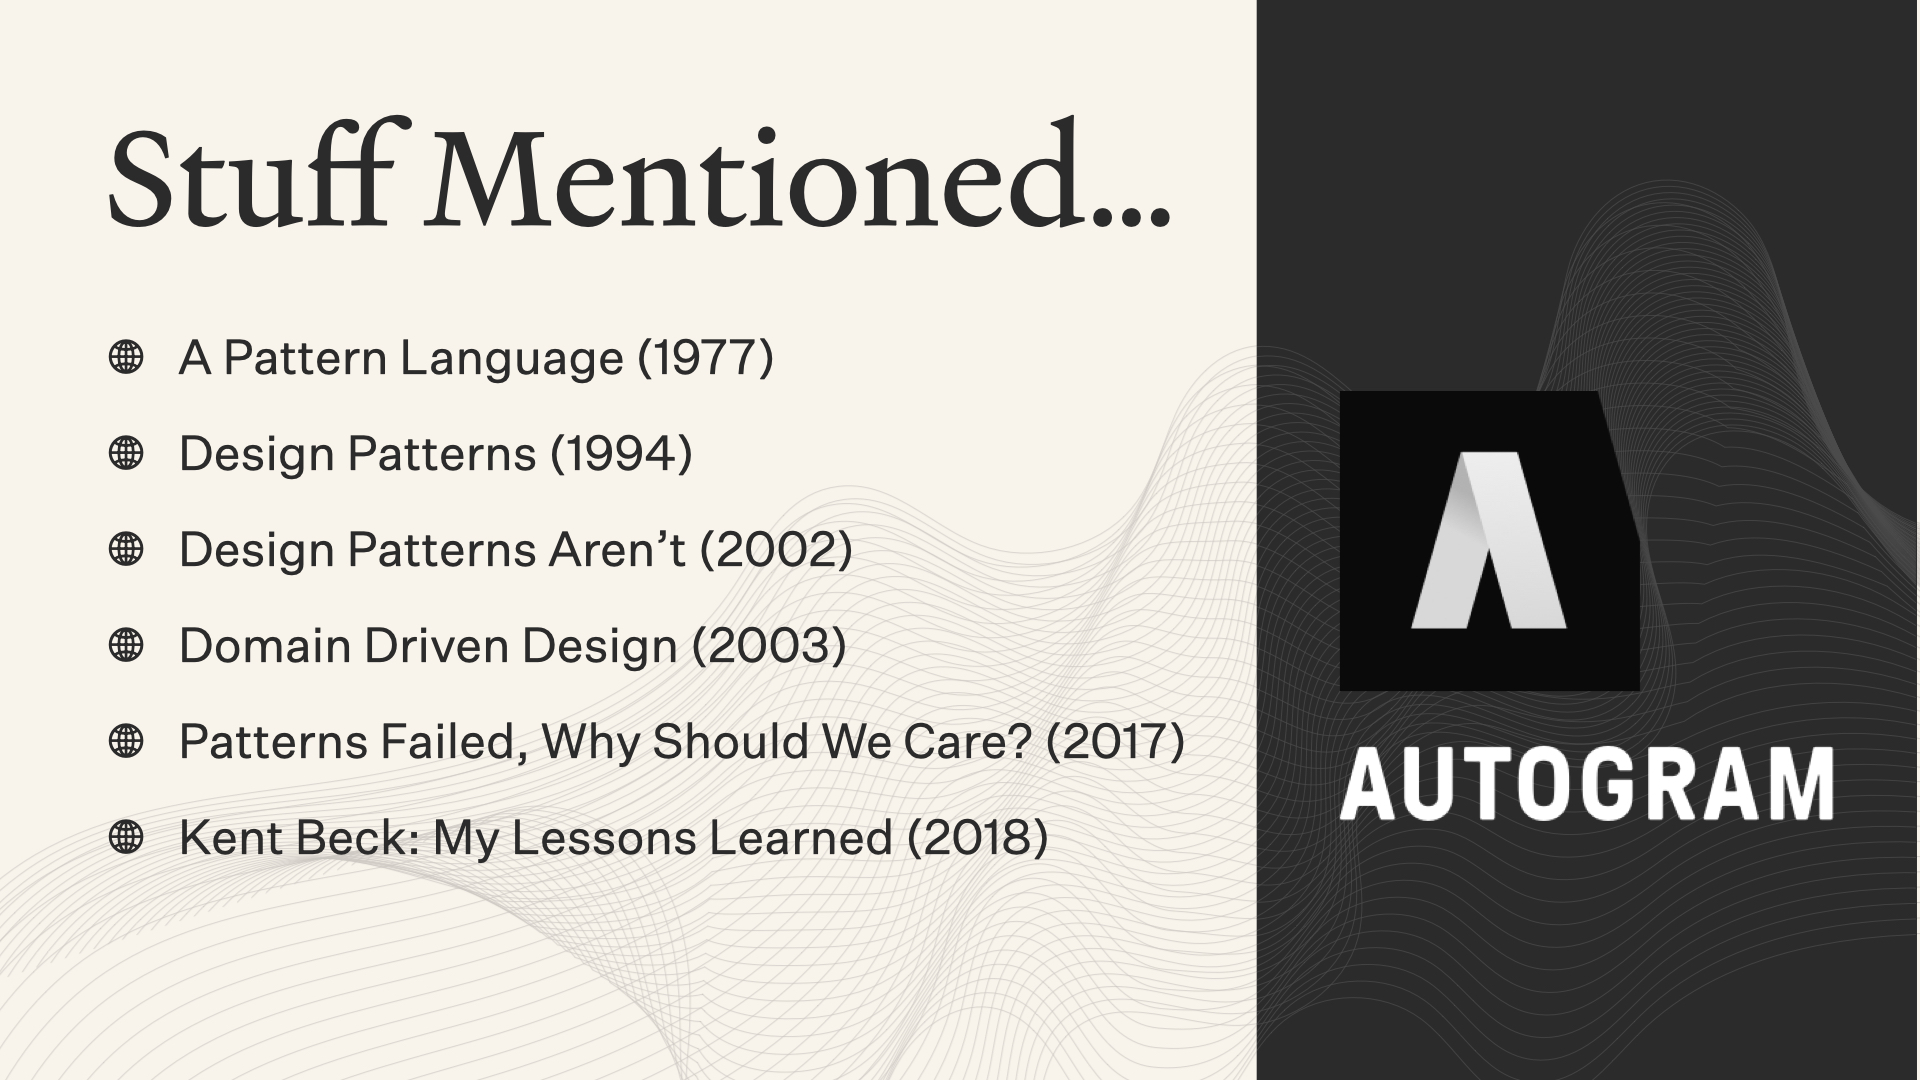 Stuff Mentioned...
A Pattern Language (1977)
Design Patterns (1994)
Design Patterns Aren’t (2002)
Domain Driven Design (2003)
Patterns Failed, Why Should We Care? (2017)
Kent Beck: My Lessons Learned (2018)
AUTOGRAM